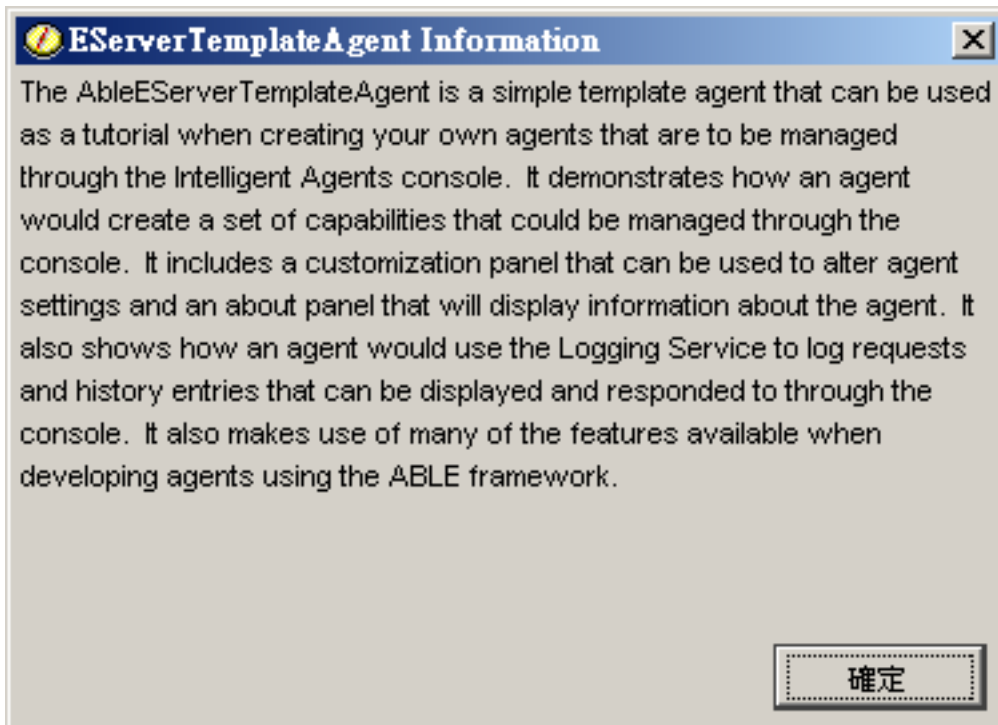 EServerTemplateAgent Information
The AbleEServerTemplateAgent is a simple template agent that can be used
as a tutorial when creating your own agents that are to be managed
through the Intelligent Agents console.  It demonstrates how an agent
would create a set of capabilities that could be managed through the
console.  It includes a customization panel that can be used to alter agent
settings and an about panel that will display information about the agent.  It
also shows how an agent would use the Logging Service to log requests
and history entries that can be displayed and responded to through the
console.  It also makes use of many of the features available when
developing agents using the ABLE framework.
確定